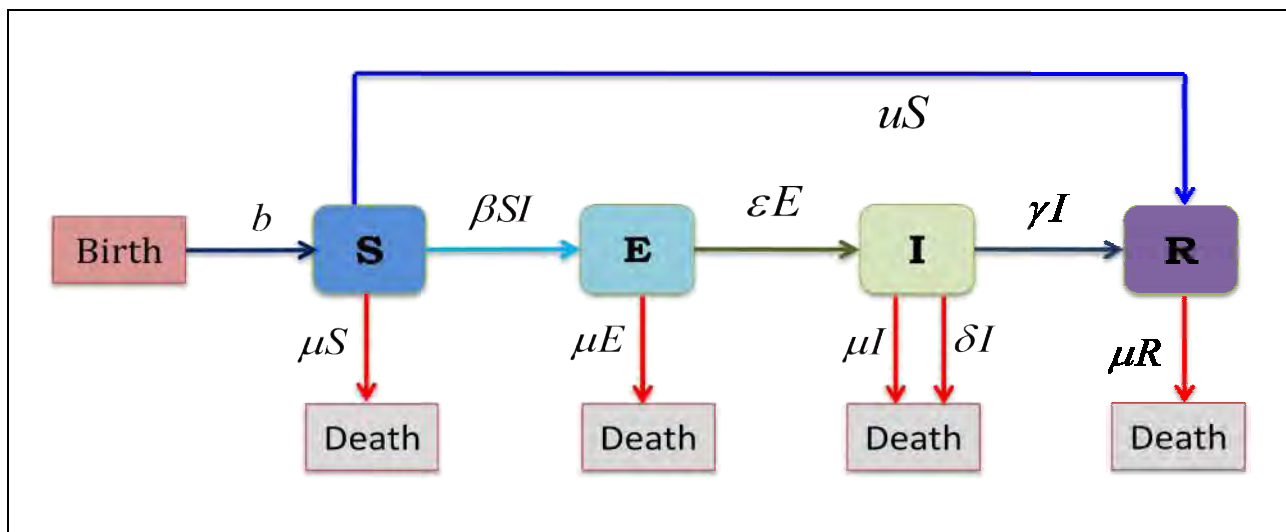 uS
Birth
b
S
βSI
E
εE
I
γI
R
μS
μE
μI
δI
μR
Death
Death
Death
Death